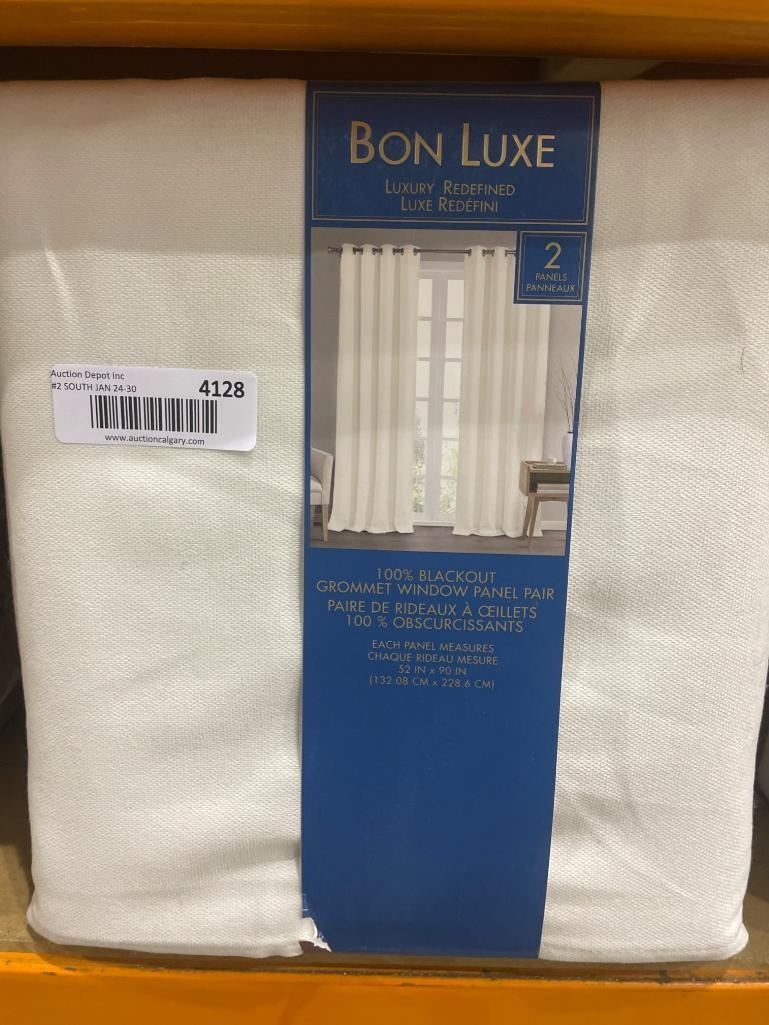 BON LUXE
LUXURY REDEFINED
LUXE REDÉFINI
2
PANELS
PANNEAUX
Auction Depot Inc
#2 SOUTH JAN 24-30
4128
www.auctioncalgary.com
100% BLACKOUT
GROMMET WINDOW PANEL PAIR
PAIRE DE RIDEAUX À ŒILLETS
100 % OBSCURCISSANTS
EACH PANEL MEASURES
CHAQUE RIDEAU MESURE
52 IN x 90 IN
(132.08 CM x 228.6 CM)